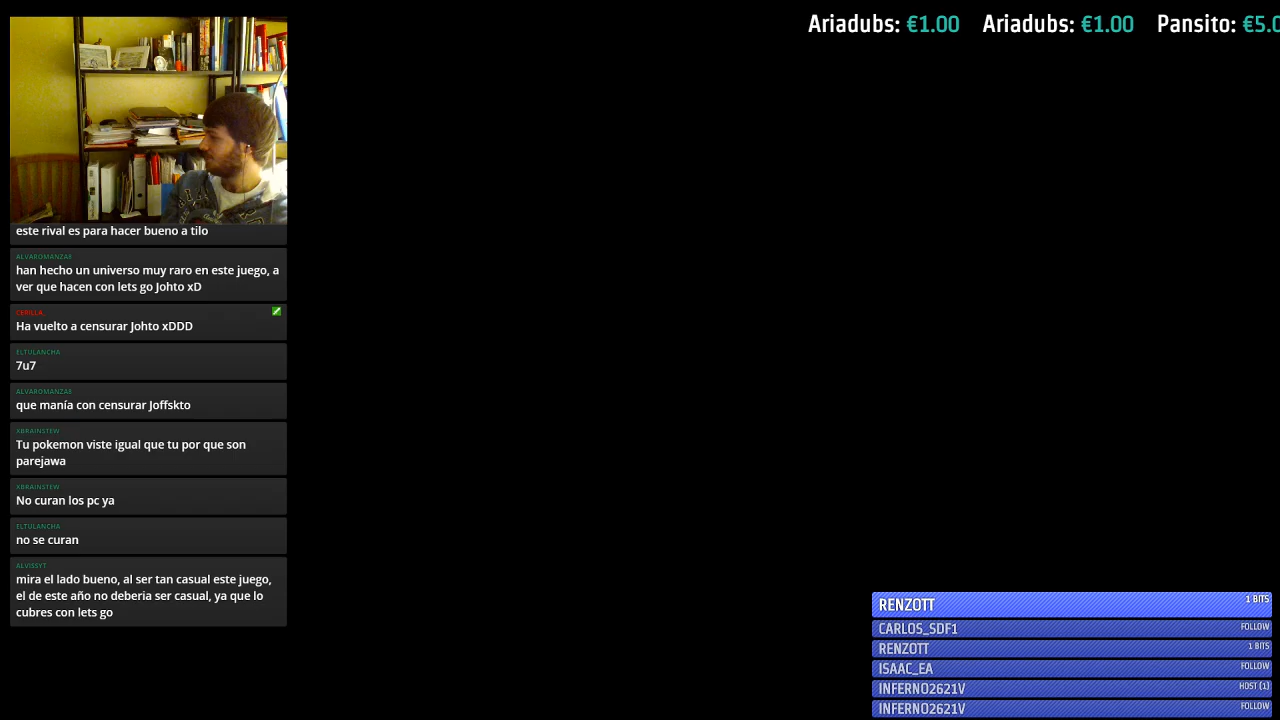 Ariadubs: €1.00 Ariadubs: €1.00 Pansito: €5.0
este rival es para hacer bueno a tilo
ALVAROMANZA8
han hecho un universo muy raro en este juego, a
ver que hacen con lets go Johto xD
CERILLA_
Ha vuelto a censurar Johto xDDD
ELTULANCHA
7u7
ALVAROMANZA8
que manía con censurar Joffskto
XBRAINSTEW
Tu pokemon viste igual que tu por que son
parejawa
XBRAINSTEW
No curan los pc ya
ELTULANCHA
no se curan
ALVISSYT
mira el lado bueno, al ser tan casual este juego,
el de este año no deberia ser casual, ya que lo
cubres con lets go
RENZOTT 1 BITS
CARLOS_SDF1 FOLLOW
RENZOTT 1 BITS
ISAAC_EA FOLLOW
INFERNO2621V HOST (1)
INFERNO2621V FOLLOW